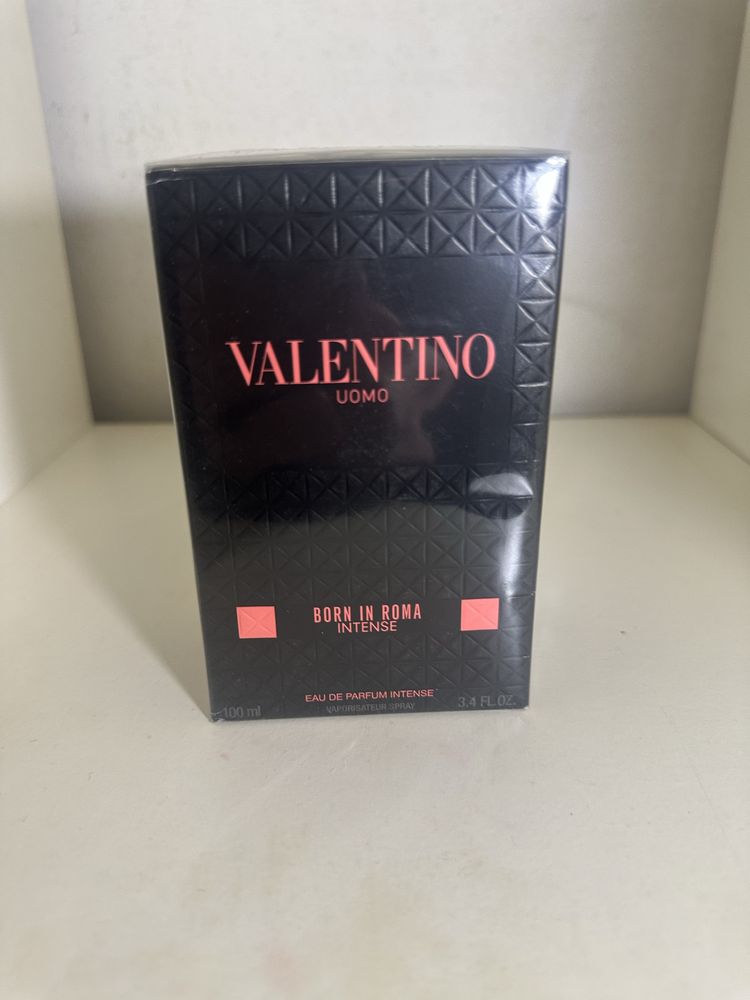 VALENTINO
UOMO
BORN IN ROMA
INTENSE
EAU DE PARFUM INTENSE
100 ml VAPORISATEUR SPRAY 3.4 FL.OZ.